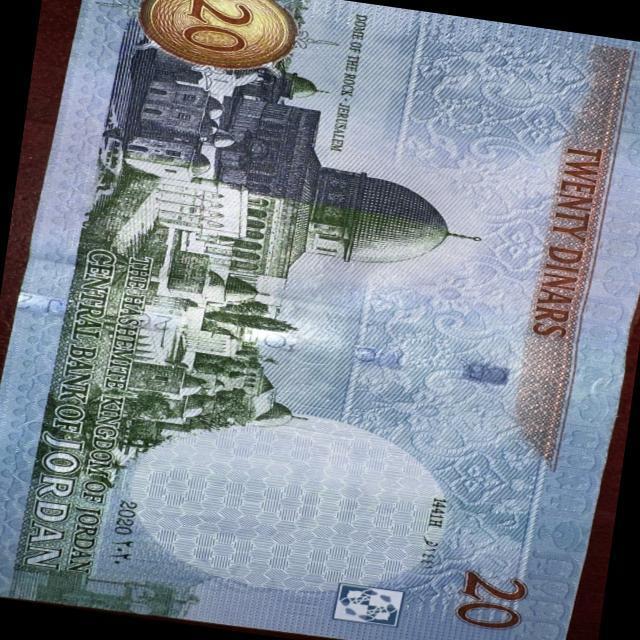 20
DOME OF THE ROCK - JERUSALEM
TWENTY DINARS
THE HASHEMITE KINGDOM OF JORDAN
CENTRAL BANK OF JORDAN
2020 ٢٠٢٠
20